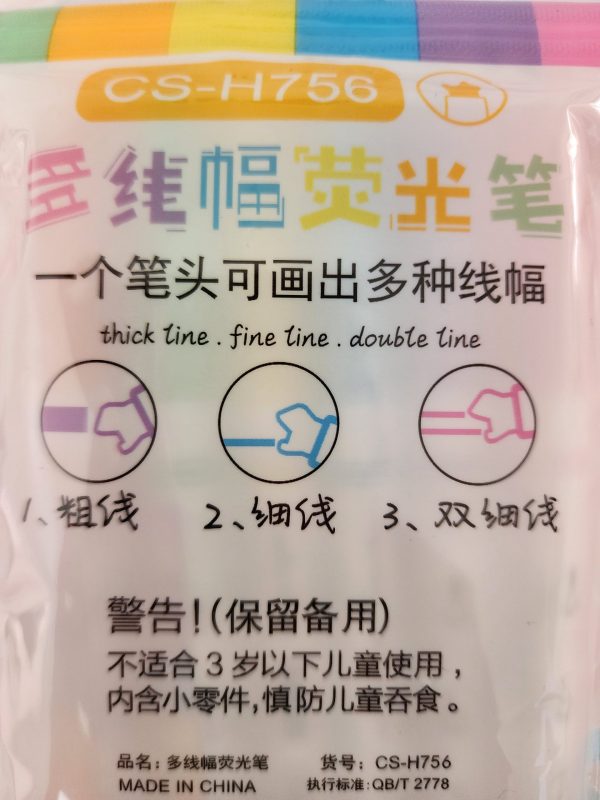 CS-H756
多线幅荧光笔
一个笔头可画出多种线幅
thick line . fine line . double line
1、粗线 2、细线 3、双细线
警告!(保留备用)
不适合3岁以下儿童使用，
内含小零件,慎防儿童吞食。
品名: 多线幅荧光笔 货号: CS-H756
MADE IN CHINA 执行标准:QB/T 2778